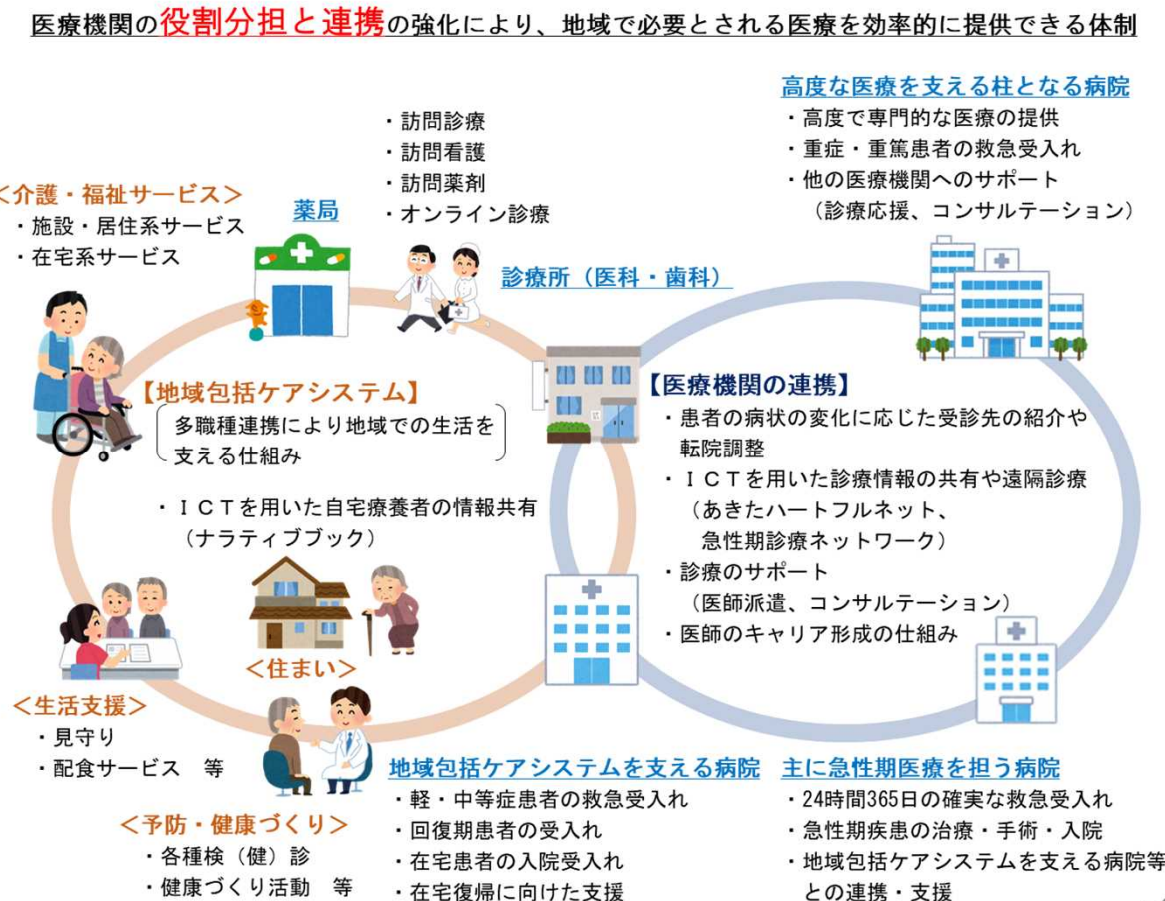 医療機関の役割分担と連携の強化により、地域で必要とされる医療を効率的に提供できる体制
高度な医療を支える柱となる病院
・高度で専門的な医療の提供
・重症・重篤患者の救急受入れ
・他の医療機関へのサポート
（診療応援、コンサルテーション）
・訪問診療
・訪問看護
・訪問薬剤
・オンライン診療
＜介護・福祉サービス＞
・施設・居住系サービス
・在宅系サービス
薬局
診療所（医科・歯科）
【地域包括ケアシステム】
多職種連携により地域での生活を
支える仕組み
・ＩＣＴを用いた自宅療養者の情報共有
（ナラティブブック）
【医療機関の連携】
・患者の病状の変化に応じた受診先の紹介や
転院調整
・ＩＣＴを用いた診療情報の共有や遠隔診療
（あきたハートフルネット、
急性期診療ネットワーク）
・診療のサポート
（医師派遣、コンサルテーション）
・医師のキャリア形成の仕組み
＜住まい＞
＜生活支援＞
・見守り
・配食サービス　等
＜予防・健康づくり＞
・各種検（健）診
・健康づくり活動　等
地域包括ケアシステムを支える病院
・軽・中等症患者の救急受入れ
・回復期患者の受入れ
・在宅患者の入院受入れ
・在宅復帰に向けた支援
主に急性期医療を担う病院
・24時間365日の確実な救急受入れ
・急性期疾患の治療・手術・入院
・地域包括ケアシステムを支える病院等
との連携・支援